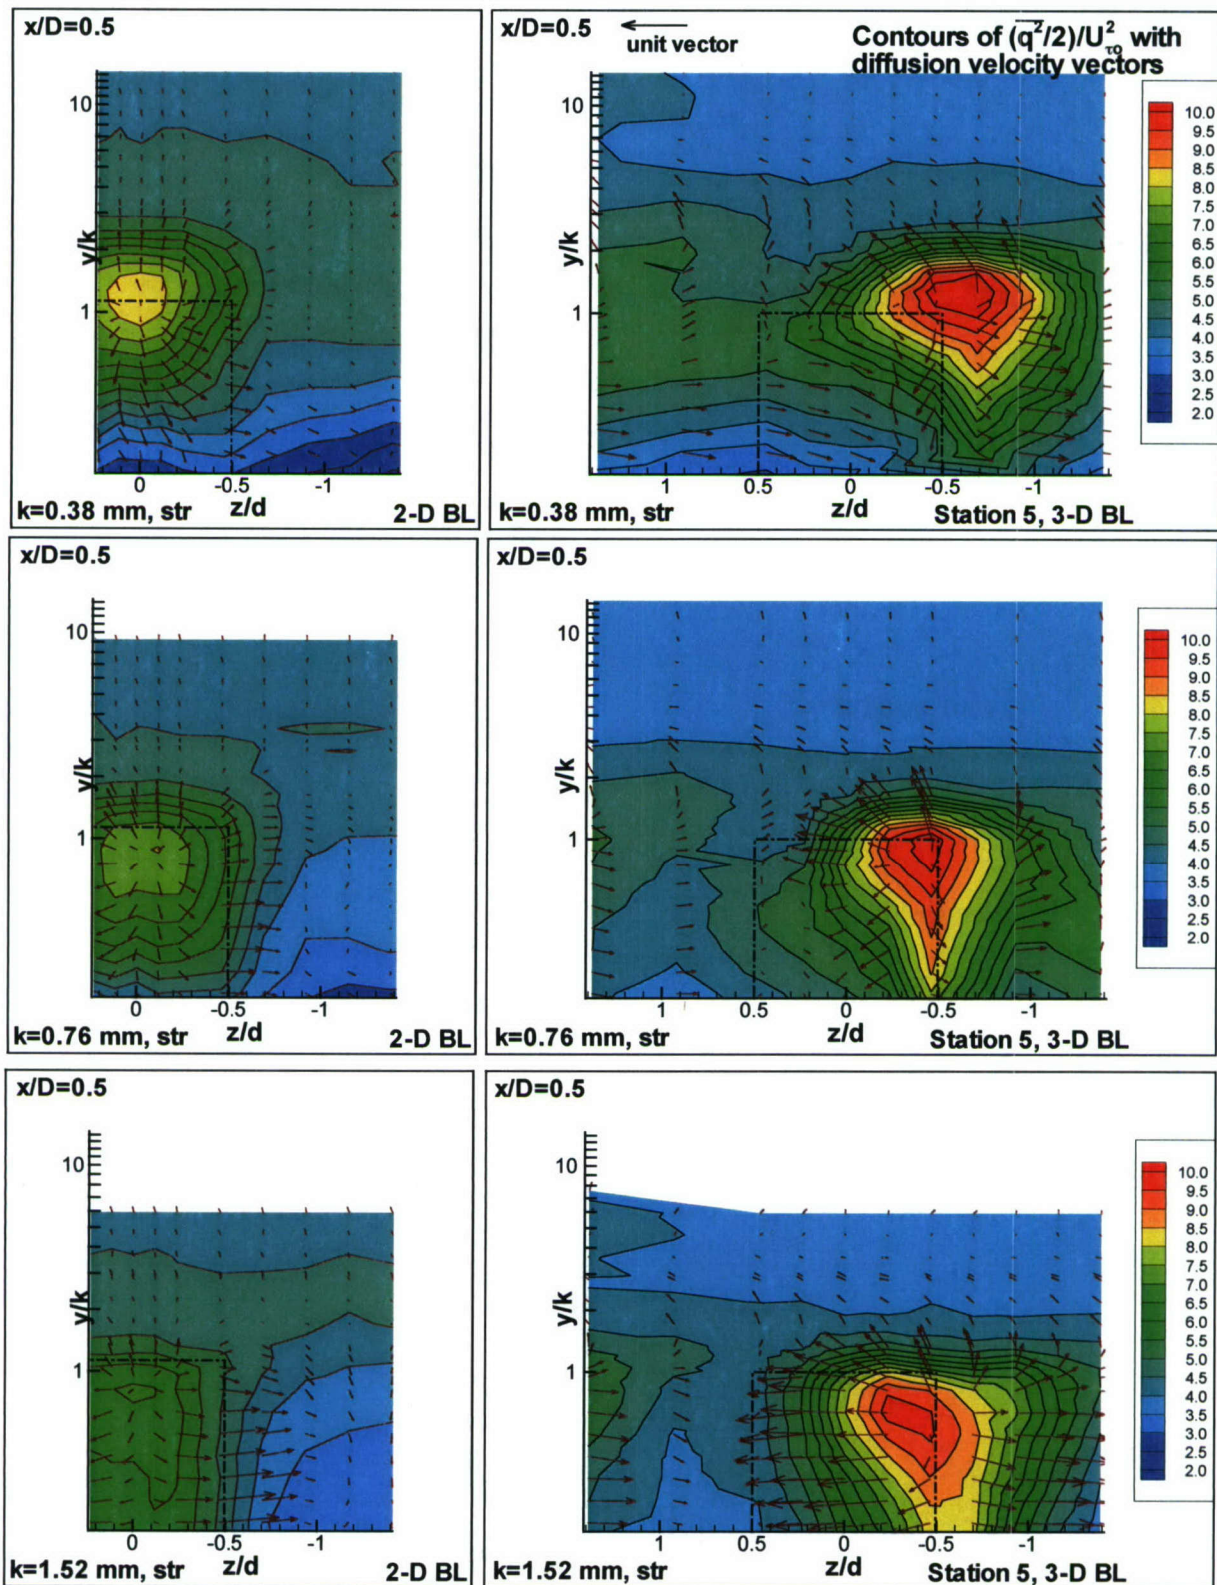 x/D=0.5
10
y/k
1
0 -0.5 -1
k=0.38 mm, str z/d 2-D BL
x/D=0.5 unit vector Contours of (q²/2)/U²τ0 with
diffusion velocity vectors
10
y/k
1
1 0.5 0 -0.5 -1
k=0.38 mm, str z/d Station 5, 3-D BL
10.0
9.5
9.0
8.5
8.0
7.5
7.0
6.5
6.0
5.5
5.0
4.5
4.0
3.5
3.0
2.5
2.0
x/D=0.5
10
y/k
1
0 -0.5 -1
k=0.76 mm, str z/d 2-D BL
x/D=0.5
10
y/k
1
1 0.5 0 -0.5 -1
k=0.76 mm, str z/d Station 5, 3-D BL
10.0
9.5
9.0
8.5
8.0
7.5
7.0
6.5
6.0
5.5
5.0
4.5
4.0
3.5
3.0
2.5
2.0
x/D=0.5
10
y/k
1
0 -0.5 -1
k=1.52 mm, str z/d 2-D BL
x/D=0.5
10
y/k
1
1 0.5 0 -0.5 -1
k=1.52 mm, str z/d Station 5, 3-D BL
10.0
9.5
9.0
8.5
8.0
7.5
7.0
6.5
6.0
5.5
5.0
4.5
4.0
3.5
3.0
2.5
2.0